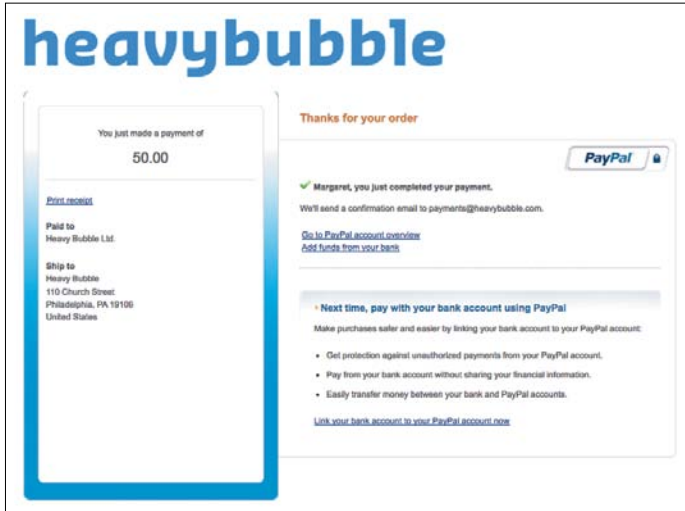 heavybubble
You just made a payment of
50.00
Print receipt
Paid to
Heavy Bubble Ltd.
Ship to
Heavy Bubble
110 Church Street
Philadelphia, PA 19106
United States
Thanks for your order
PayPal
Margaret, you just completed your payment.
We'll send a confirmation email to payments@heavybubble.com.
Go to PayPal account overview
Add funds from your bank
Next time, pay with your bank account using PayPal
Make purchases safer and easier by linking your bank account to your PayPal account:
• Get protection against unauthorized payments from your PayPal account.
• Pay from your bank account without sharing your financial information.
• Easily transfer money between your bank and PayPal accounts.
Link your bank account to your PayPal account now